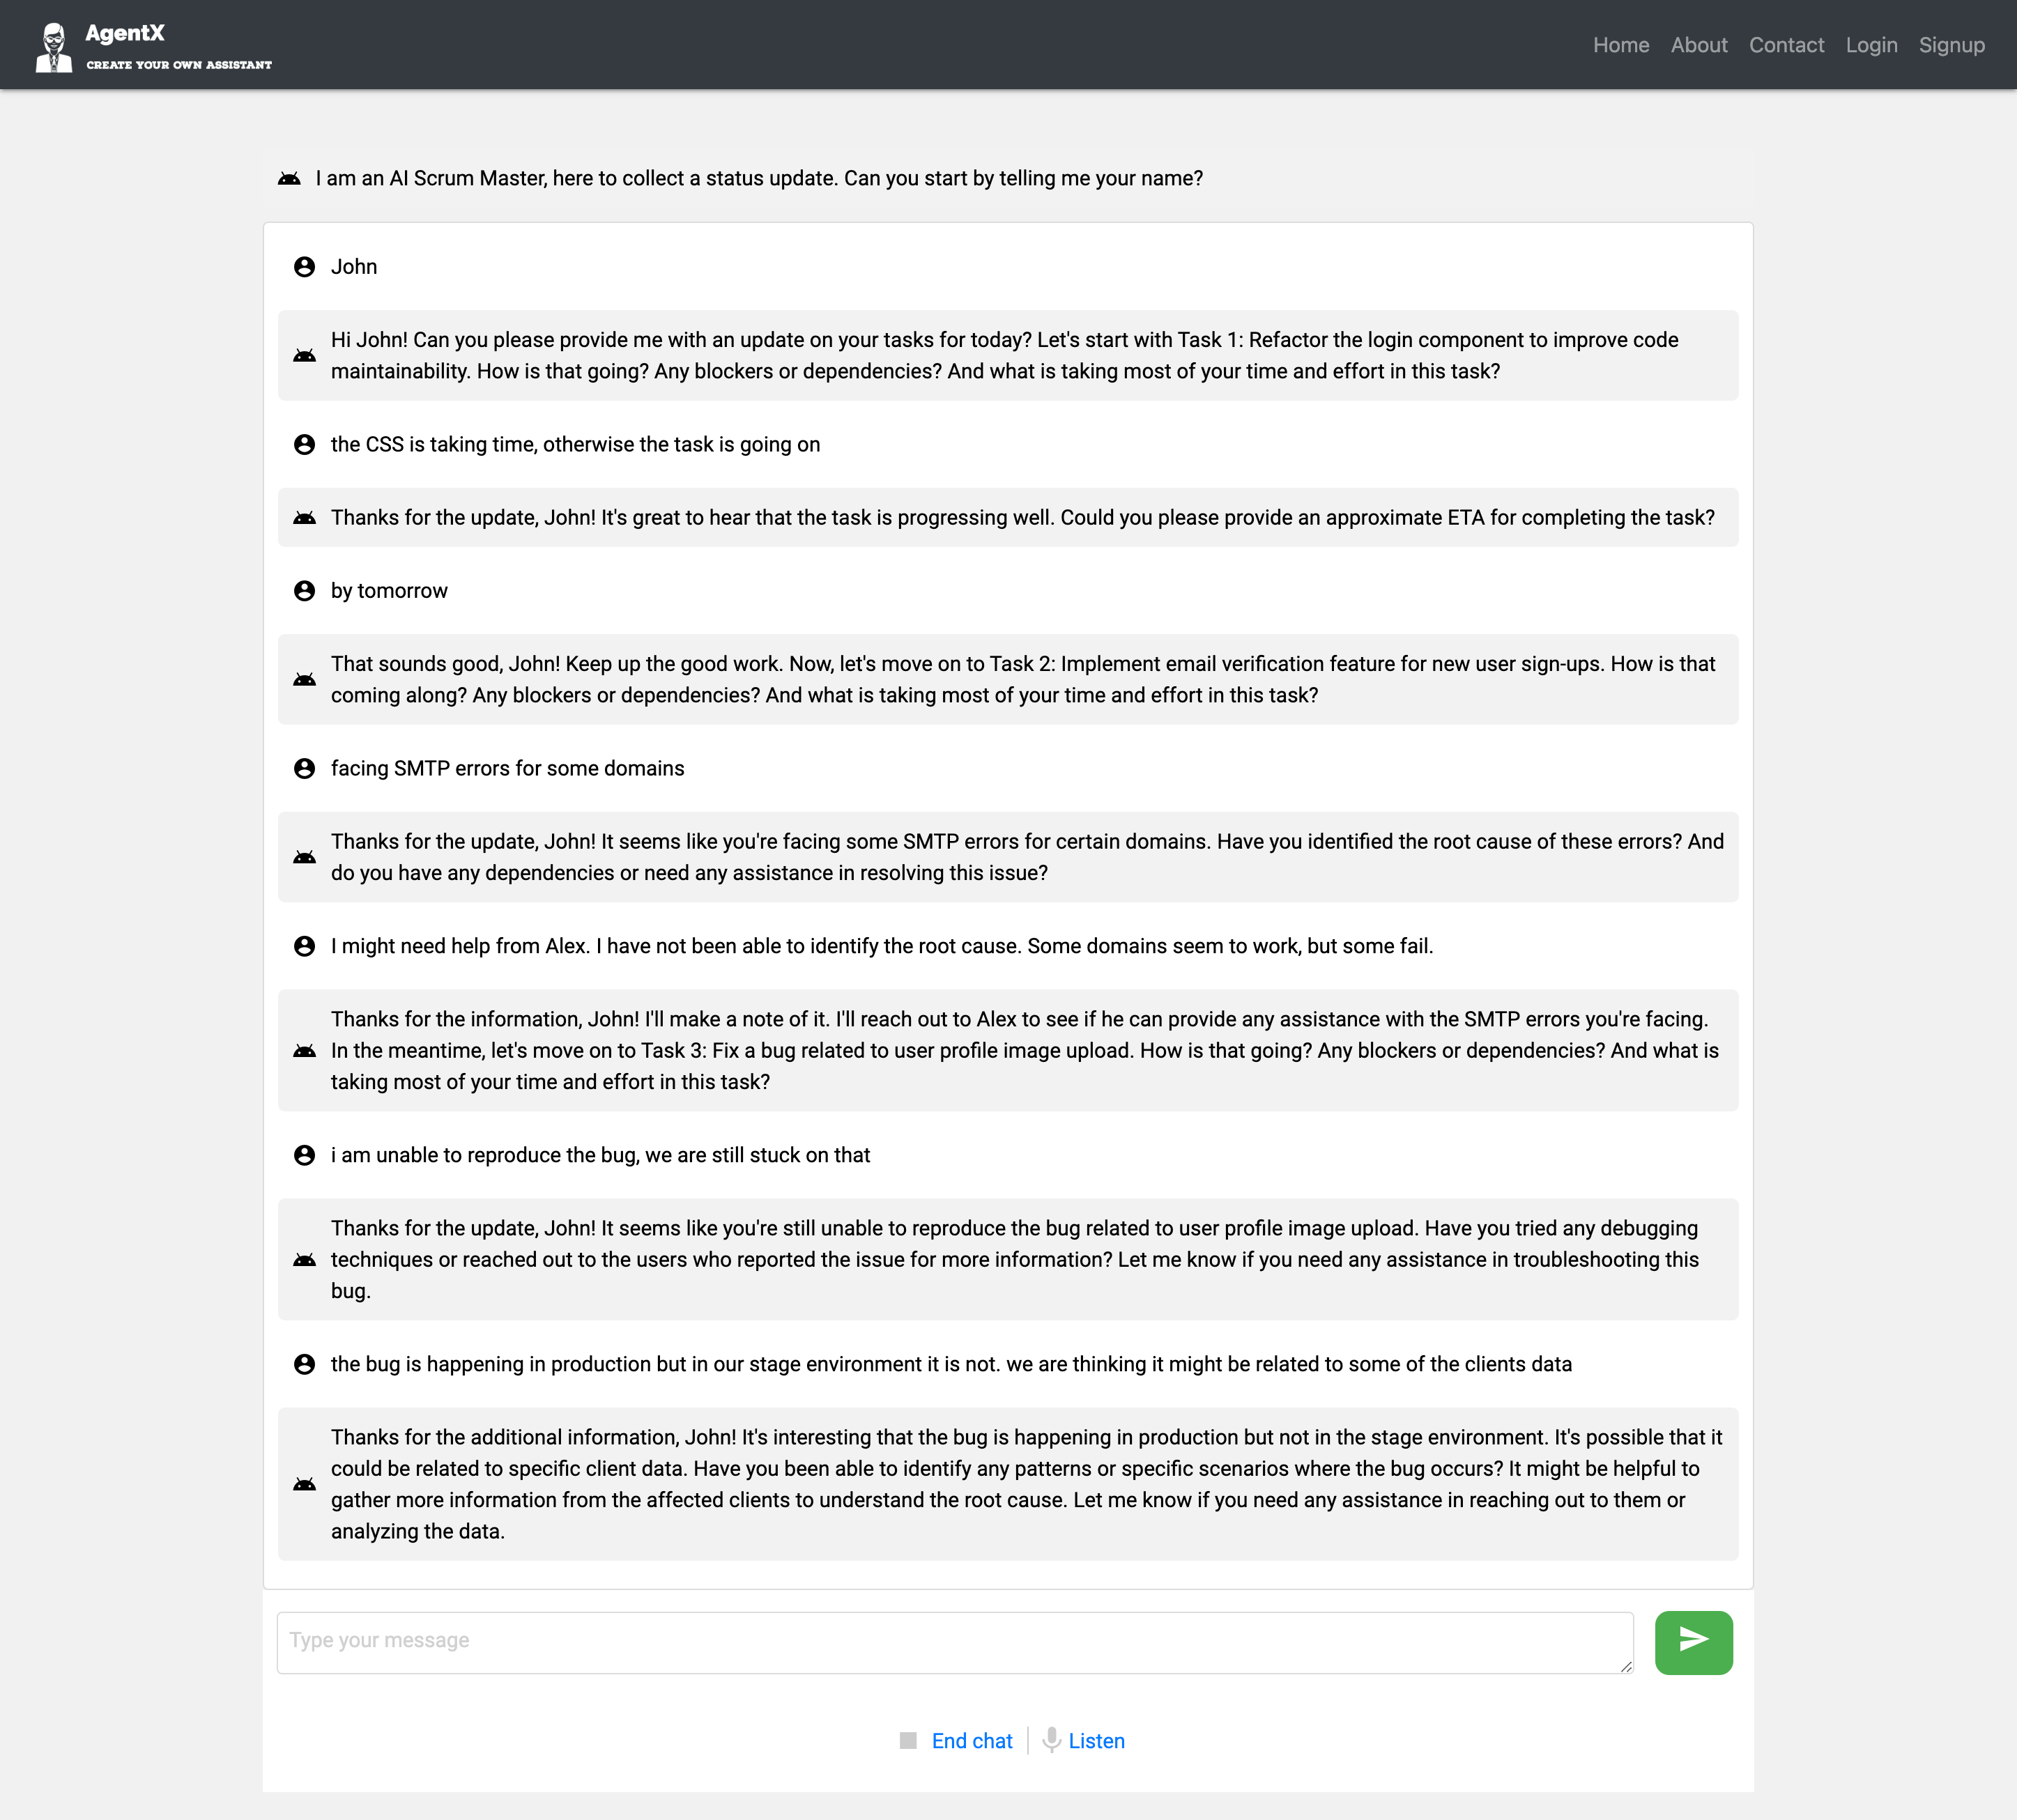 AgentX
CREATE YOUR OWN ASSISTANT
Home About Contact Login Signup
I am an AI Scrum Master, here to collect a status update. Can you start by telling me your name?
John
Hi John! Can you please provide me with an update on your tasks for today? Let's start with Task 1: Refactor the login component to improve code
maintainability. How is that going? Any blockers or dependencies? And what is taking most of your time and effort in this task?
the CSS is taking time, otherwise the task is going on
Thanks for the update, John! It's great to hear that the task is progressing well. Could you please provide an approximate ETA for completing the task?
by tomorrow
That sounds good, John! Keep up the good work. Now, let's move on to Task 2: Implement email verification feature for new user sign-ups. How is that
coming along? Any blockers or dependencies? And what is taking most of your time and effort in this task?
facing SMTP errors for some domains
Thanks for the update, John! It seems like you're facing some SMTP errors for certain domains. Have you identified the root cause of these errors? And
do you have any dependencies or need any assistance in resolving this issue?
I might need help from Alex. I have not been able to identify the root cause. Some domains seem to work, but some fail.
Thanks for the information, John! I'll make a note of it. I'll reach out to Alex to see if he can provide any assistance with the SMTP errors you're facing.
In the meantime, let's move on to Task 3: Fix a bug related to user profile image upload. How is that going? Any blockers or dependencies? And what is
taking most of your time and effort in this task?
i am unable to reproduce the bug, we are still stuck on that
Thanks for the update, John! It seems like you're still unable to reproduce the bug related to user profile image upload. Have you tried any debugging
techniques or reached out to the users who reported the issue for more information? Let me know if you need any assistance in troubleshooting this
bug.
the bug is happening in production but in our stage environment it is not. we are thinking it might be related to some of the clients data
Thanks for the additional information, John! It's interesting that the bug is happening in production but not in the stage environment. It's possible that it
could be related to specific client data. Have you been able to identify any patterns or specific scenarios where the bug occurs? It might be helpful to
gather more information from the affected clients to understand the root cause. Let me know if you need any assistance in reaching out to them or
analyzing the data.
Type your message
End chat Listen